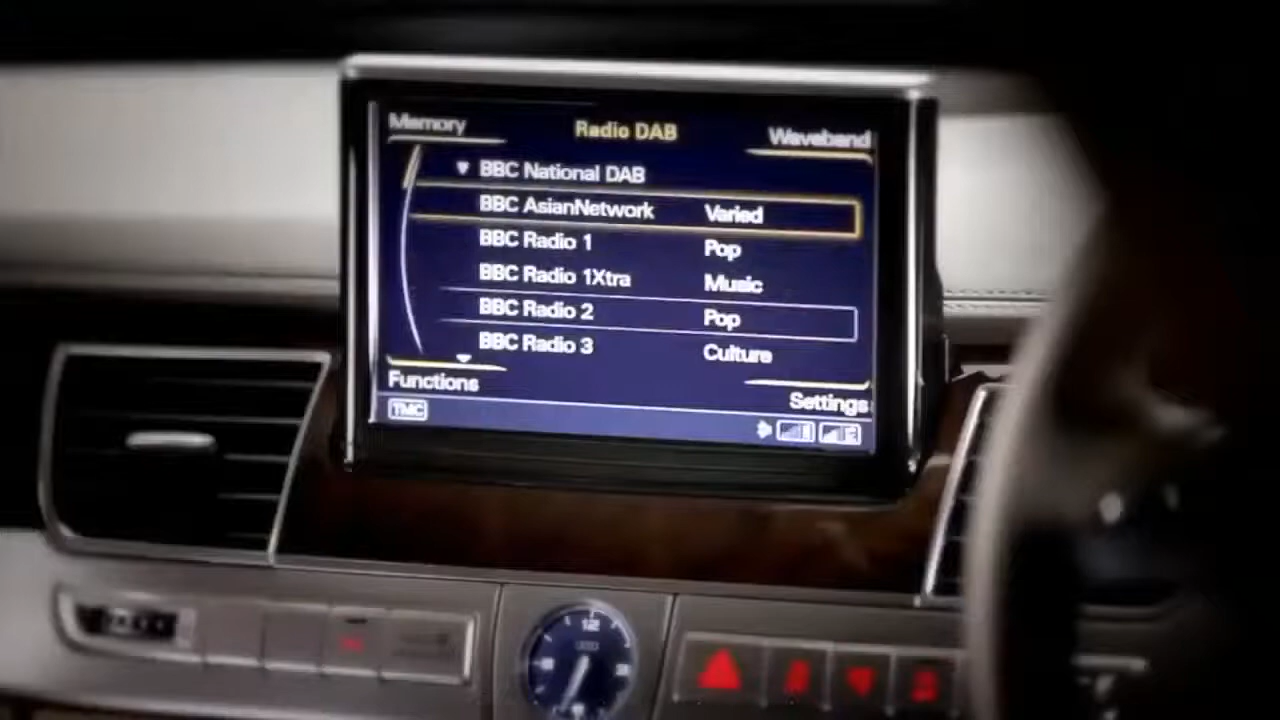 Memory Radio DAB Waveband
BBC National DAB
BBC AsianNetwork Varied
BBC Radio 1 Pop
BBC Radio 1Xtra Music
BBC Radio 2 Pop
BBC Radio 3 Culture
Functions Settings
TMC
12